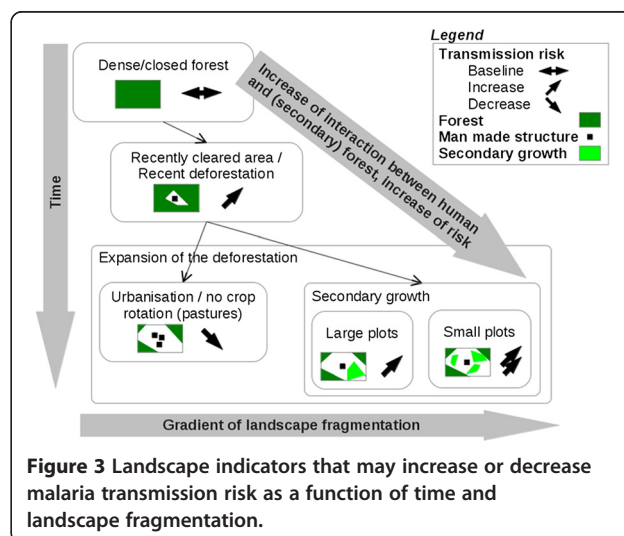 Legend
Transmission risk
Baseline
Increase
Decrease
Forest
Man made structure
Secondary growth
Dense/closed forest
Increase of interaction between human
and (secondary) forest, increase of risk
Time
Recently cleared area /
Recent deforestation
Expansion of the deforestation
Urbanisation / no crop
rotation (pastures)
Secondary growth
Large plots
Small plots
Gradient of landscape fragmentation
Figure 3 Landscape indicators that may increase or decrease
malaria transmission risk as a function of time and
landscape fragmentation.